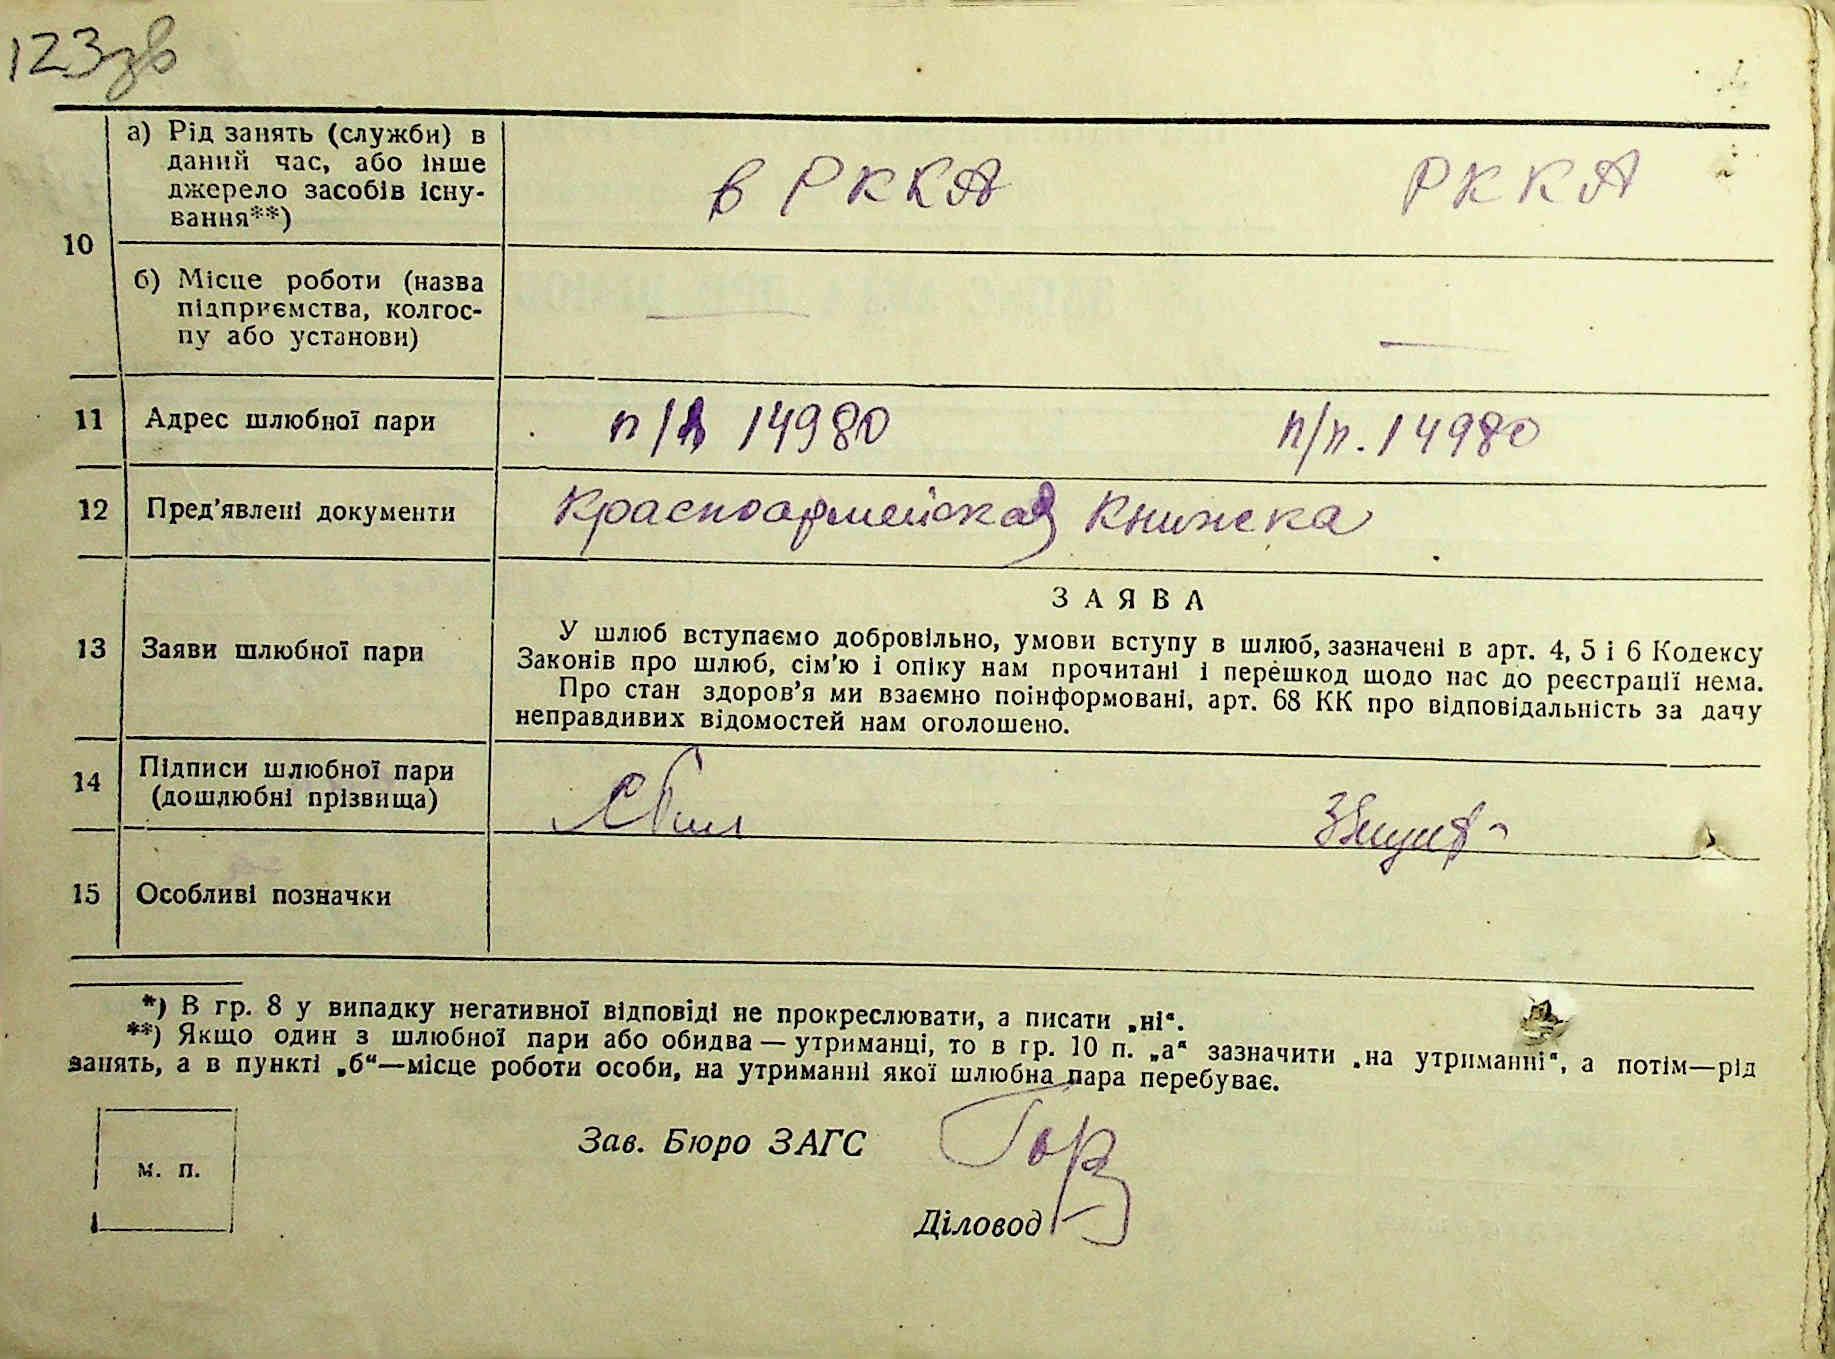 123зв
10
а) Рід занять (служби) в
даний час, або інше
джерело засобів існу-
вання**)
в РККА РККА
б) Місце роботи (назва
підприємства, колгос-
пу або установи)
11 Адрес шлюбної пари п/п 14980 п/п. 14980
12 Пред'явлені документи Красноармейская Книжка
13 Заяви шлюбної пари
ЗАЯВА
У шлюб вступаємо добровільно, умови вступу в шлюб, зазначені в арт. 4, 5 і 6 Кодексу
Законів про шлюб, сім'ю і опіку нам прочитані і перешкод щодо нас до реєстрації нема.
Про стан здоров'я ми взаємно поінформовані, арт. 68 КК про відповідальність за дачу
неправдивих відомостей нам оголошено.
14 Підписи шлюбної пари
(дошлюбні прізвища)
15 Особливі позначки
*) В гр. 8 у випадку негативної відповіді не прокреслювати, а писати „ні“.
**) Якщо один з шлюбної пари або обидва — утриманці, то в гр. 10 п. „а“ зазначити „на утриманні“, а потім—рід
занять, а в пункті „б“—місце роботи особи, на утриманні якої шлюбна пара перебуває.
Зав. Бюро ЗАГС
м. п.
Діловод